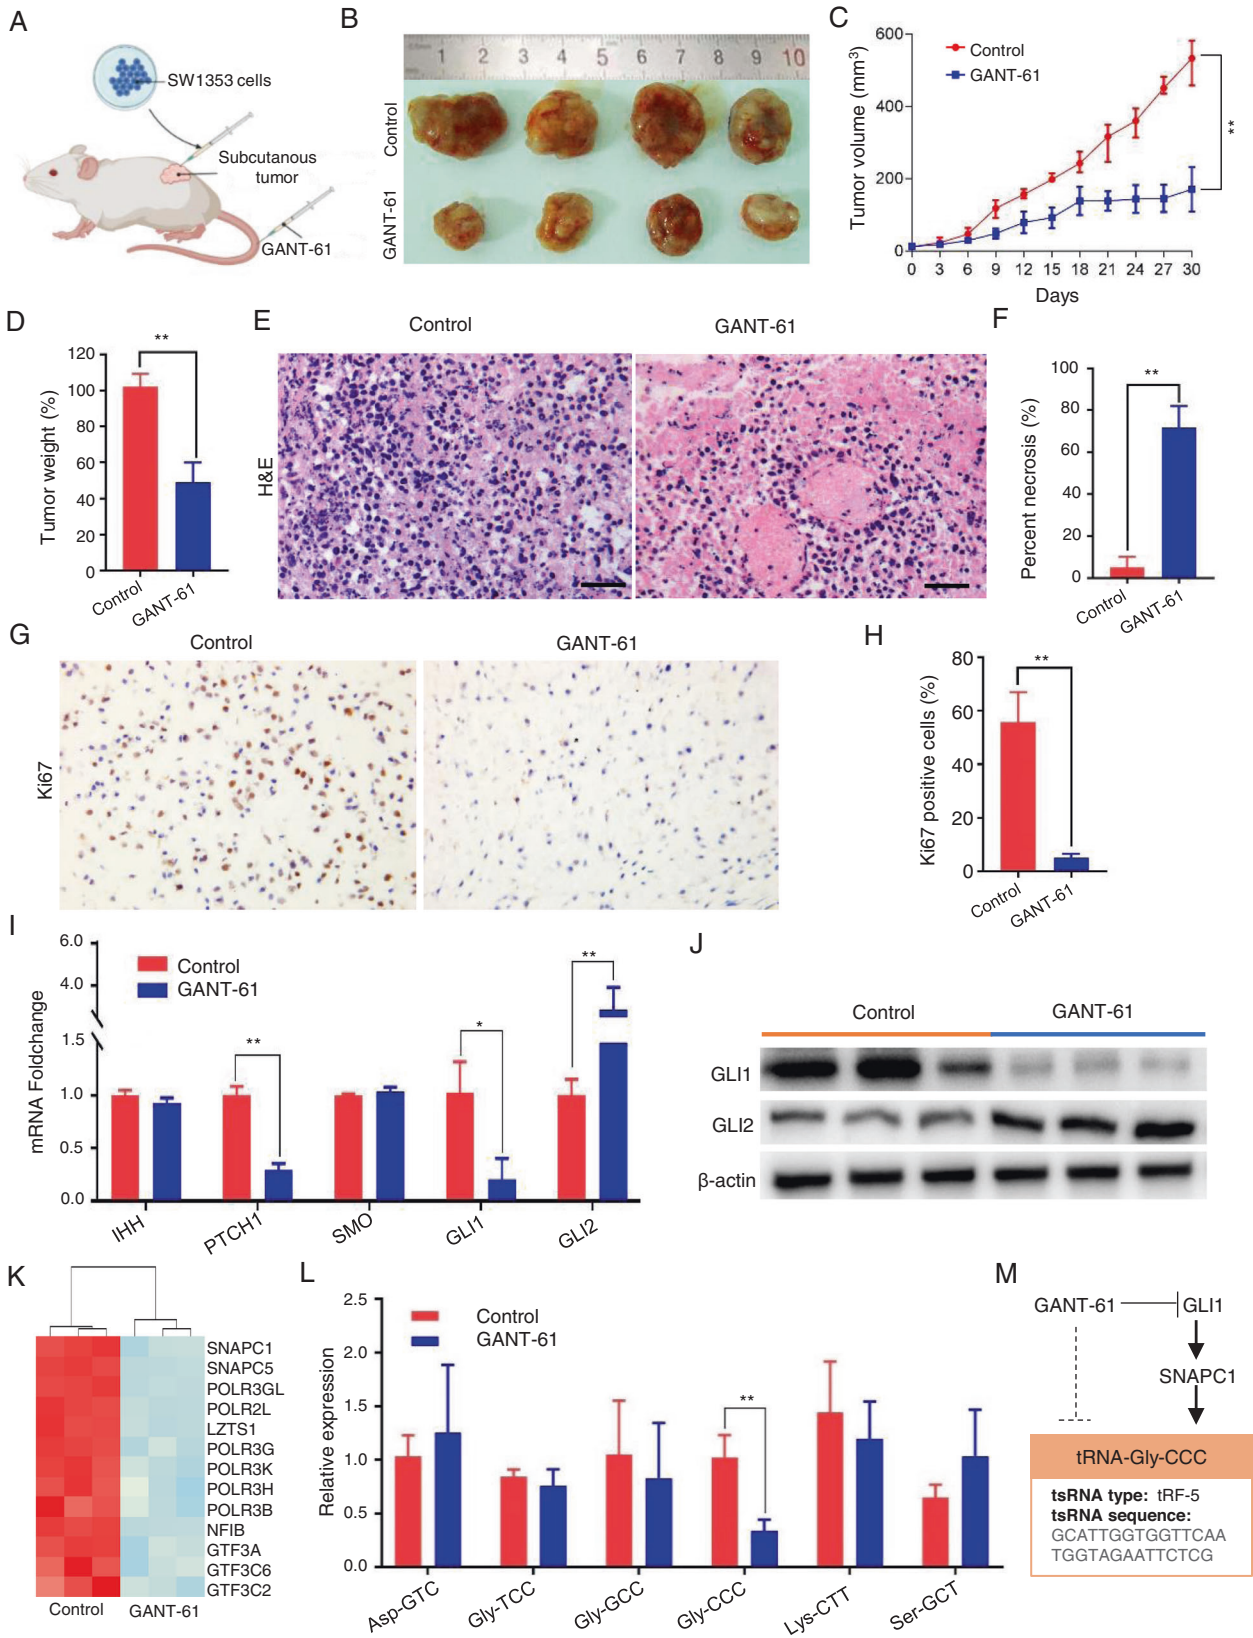 A
SW1353 cells
Subcutanous
tumor
GANT-61
B
1 2 3 4 5 6 7 8 9 10
Control
GANT-61
C
Tumor volume (mm3)
600
400
200
0
Control
GANT-61
**
0 3 6 9 12 15 18 21 24 27 30
Days
D
Tumor weight (%)
120
100
80
60
40
20
0
**
Control
GANT-61
E
Control
GANT-61
H&E
F
Percent necrosis (%)
100
80
60
40
20
0
**
Control
GANT-61
G
Control
GANT-61
Ki67
H
Ki67 positive cells (%)
80
60
40
20
0
**
Control
GANT-61
I
mRNA Foldchange
6.0
4.0
1.5
1.0
0.5
0.0
Control
GANT-61
**
*
**
IHH
PTCH1
SMO
GLI1
GLI2
J
Control
GANT-61
GLI1
GLI2
β-actin
K
SNAPC1
SNAPC5
POLR3GL
POLR2L
LZTS1
POLR3G
POLR3K
POLR3H
POLR3B
NFIB
GTF3A
GTF3C6
GTF3C2
Control
GANT-61
L
Relative expression
2.5
2.0
1.5
1.0
0.5
0.0
Control
GANT-61
**
Asp-GTC
Gly-TCC
Gly-GCC
Gly-CCC
Lys-CTT
Ser-GCT
M
GANT-61
GLI1
SNAPC1
tRNA-Gly-CCC
tsRNA type: tRF-5
tsRNA sequence:
GCATTGGTGGTTCAA
TGGTAGAATTCTCG